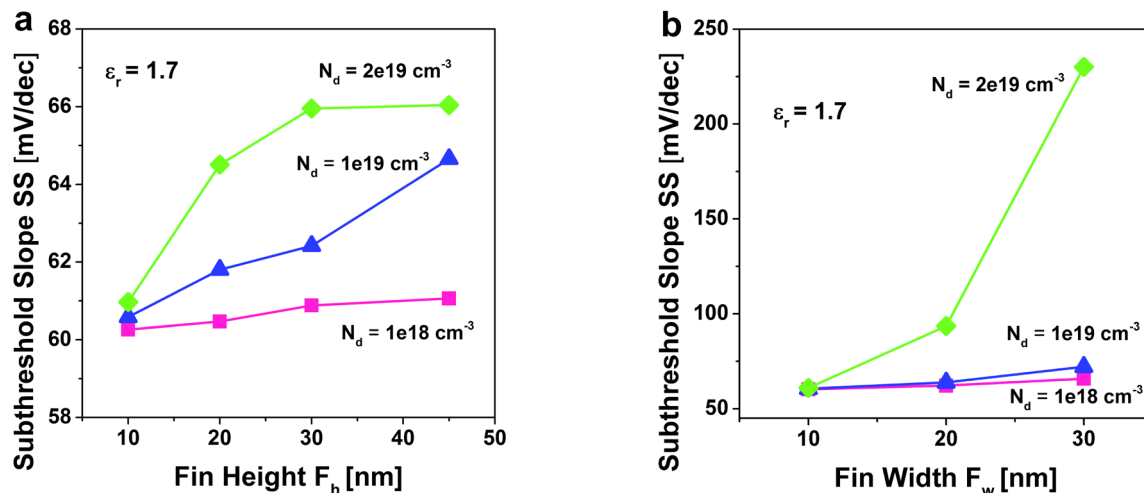 a
Subthreshold Slope SS [mV/dec]
68
66
64
62
60
58
εr = 1.7
Nd = 2e19 cm-3
Nd = 1e19 cm-3
Nd = 1e18 cm-3
10
20
30
40
50
Fin Height Fh [nm]
b
Subthreshold Slope SS [mV/dec]
250
200
150
100
50
εr = 1.7
Nd = 2e19 cm-3
Nd = 1e19 cm-3
Nd = 1e18 cm-3
10
20
30
Fin Width Fw [nm]